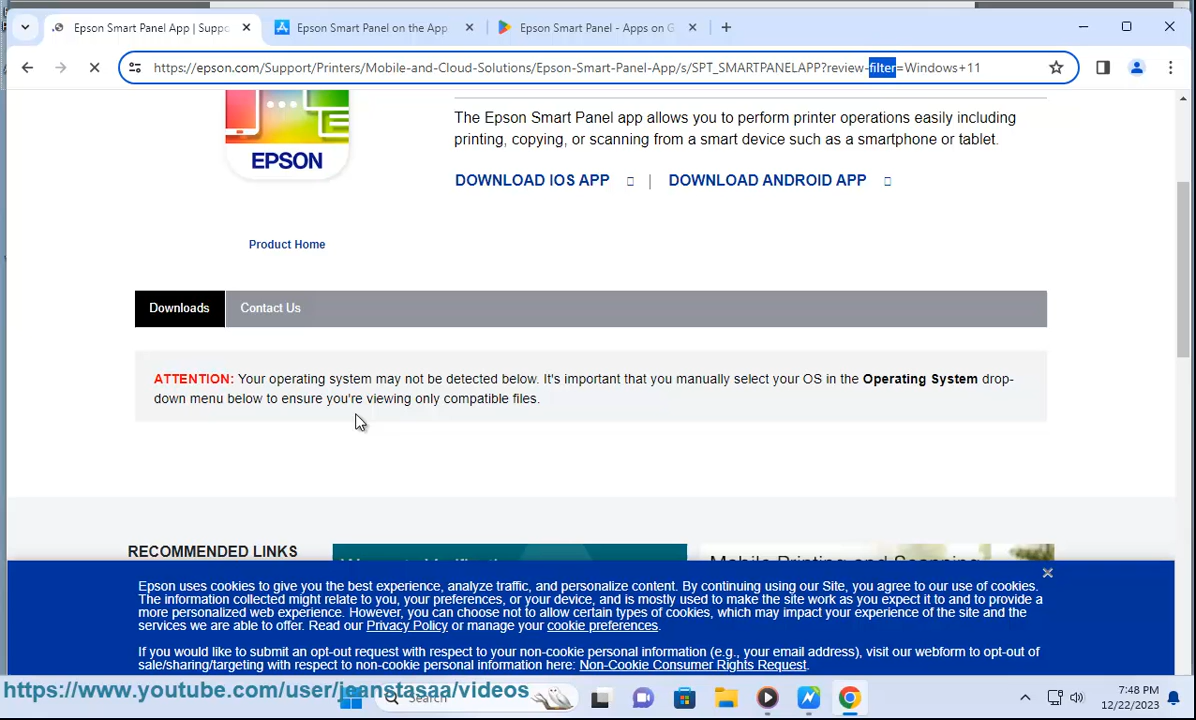 Epson Smart Panel App | Suppo
Epson Smart Panel on the App
Epson Smart Panel - Apps on G
https://epson.com/Support/Printers/Mobile-and-Cloud-Solutions/Epson-Smart-Panel-App/s/SPT_SMARTPANELAPP?review-filter=Windows+11
EPSON
The Epson Smart Panel app allows you to perform printer operations easily including
printing, copying, or scanning from a smart device such as a smartphone or tablet.
DOWNLOAD IOS APP | DOWNLOAD ANDROID APP
Product Home
Downloads
Contact Us
ATTENTION: Your operating system may not be detected below. It's important that you manually select your OS in the Operating System drop-
down menu below to ensure you're viewing only compatible files.
RECOMMENDED LINKS
Mobile Printing and Scanning
Epson uses cookies to give you the best experience, analyze traffic, and personalize content. By continuing using our Site, you agree to our use of cookies.
The information collected might relate to you, your preferences, or your device, and is mostly used to make the site work as you expect it to and to provide a
more personalized web experience. However, you can choose not to allow certain types of cookies, which may impact your experience of the site and the
services we are able to offer. Read our Privacy Policy or manage your cookie preferences.
If you would like to submit an opt-out request with respect to your non-cookie personal information (e.g., your email address), visit our webform to opt-out of
sale/sharing/targeting with respect to non-cookie personal information here: Non-Cookie Consumer Rights Request.
https://www.youtube.com/user/jeanstasaa/videos
Search
7:48 PM
12/22/2023